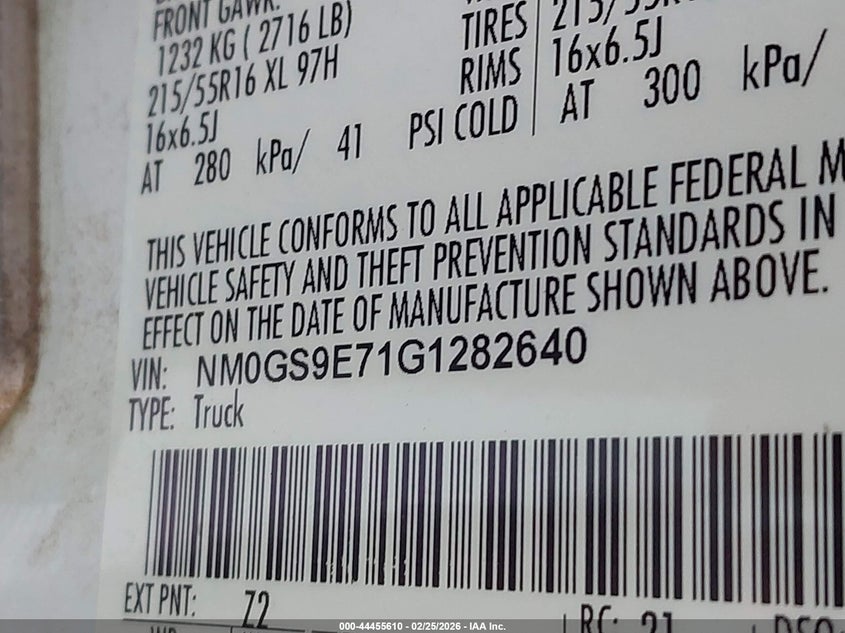 FRONT GAWR:
1232 KG ( 2716 LB)
215/55R16 XL 97H
16x6.5J
AT 280 kPa/ 41 PSI COLD
TIRES
RIMS
16x6.5J
AT 300 kPa/
THIS VEHICLE CONFORMS TO ALL APPLICABLE FEDERAL M
VEHICLE SAFETY AND THEFT PREVENTION STANDARDS IN
EFFECT ON THE DATE OF MANUFACTURE SHOWN ABOVE.
VIN: NM0GS9E71G1282640
TYPE: Truck
EXT PNT: Z2
RC: 21
000-44455610 - 02/25/2026 - IAA Inc.